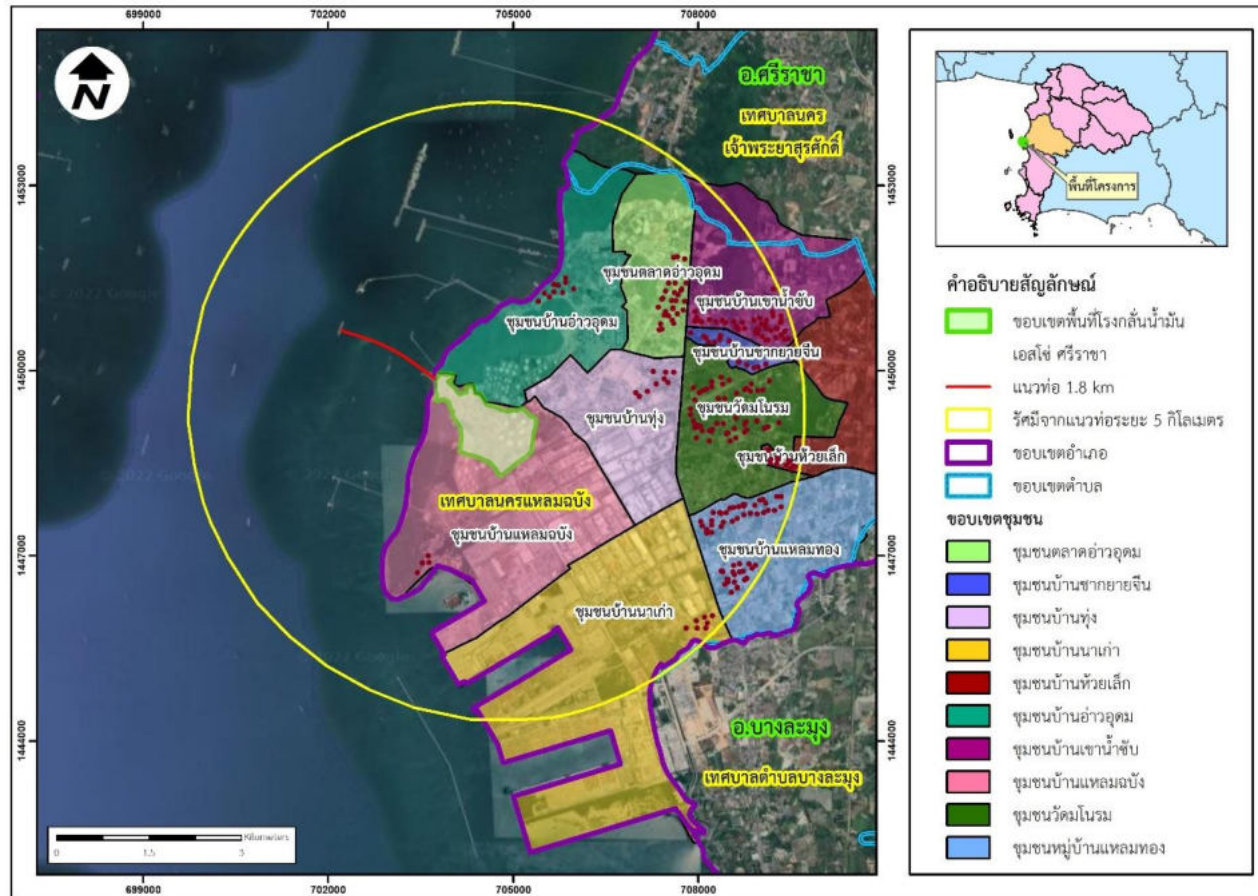 699000
702000
705000
708000
N
อ.ศรีราชา
เทศบาลนคร
เจ้าพระยาสุรศักดิ์
1453000
1453000
ชุมชนตลาดอ่าวอุดม
ชุมชนบ้านเขาน้ำซับ
ชุมชนบ้านอ่าวอุดม
ชุมชนบ้านชากยายจีน
1450000
1450000
ชุมชนวัดมโนรม
ชุมชนบ้านทุ่ง
ชุมชนบ้านห้วยเล็ก
เทศบาลนครแหลมฉบัง
ชุมชนบ้านแหลมฉบัง
ชุมชนบ้านแหลมทอง
1447000
1447000
ชุมชนบ้านนาเก่า
อ.บางละมุง
1444000
1444000
เทศบาลตำบลบางละมุง
Kilometers
0
1.5
3
699000
702000
705000
708000
พื้นที่โครงการ
คำอธิบายสัญลักษณ์
ขอบเขตพื้นที่โรงกลั่นน้ำมัน
เอสโซ่ ศรีราชา
แนวท่อ 1.8 km
รัศมีจากแนวท่อระยะ 5 กิโลเมตร
ขอบเขตอำเภอ
ขอบเขตตำบล
ขอบเขตชุมชน
ชุมชนตลาดอ่าวอุดม
ชุมชนบ้านชากยายจีน
ชุมชนบ้านทุ่ง
ชุมชนบ้านนาเก่า
ชุมชนบ้านห้วยเล็ก
ชุมชนบ้านอ่าวอุดม
ชุมชนบ้านเขาน้ำซับ
ชุมชนบ้านแหลมฉบัง
ชุมชนวัดมโนรม
ชุมชนหมู่บ้านแหลมทอง